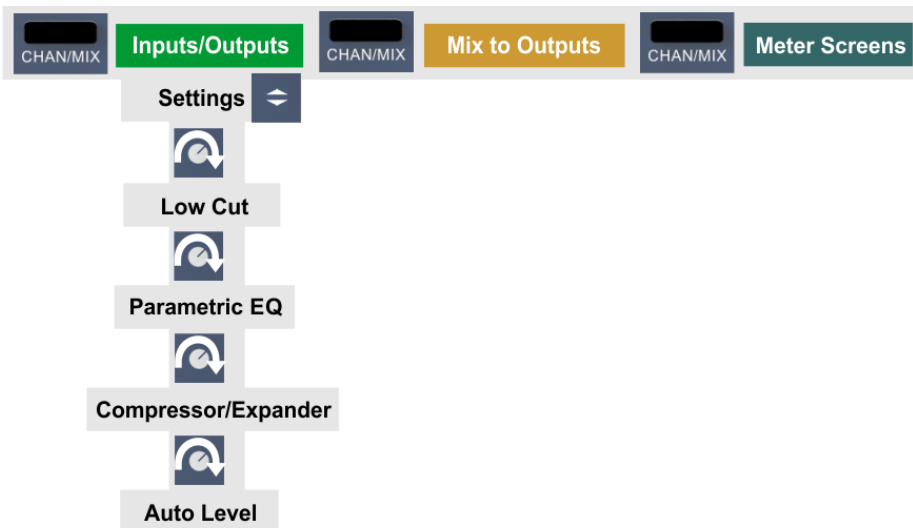 CHAN/MIX Inputs/Outputs CHAN/MIX Mix to Outputs CHAN/MIX Meter Screens
Settings
Low Cut
Parametric EQ
Compressor/Expander
Auto Level